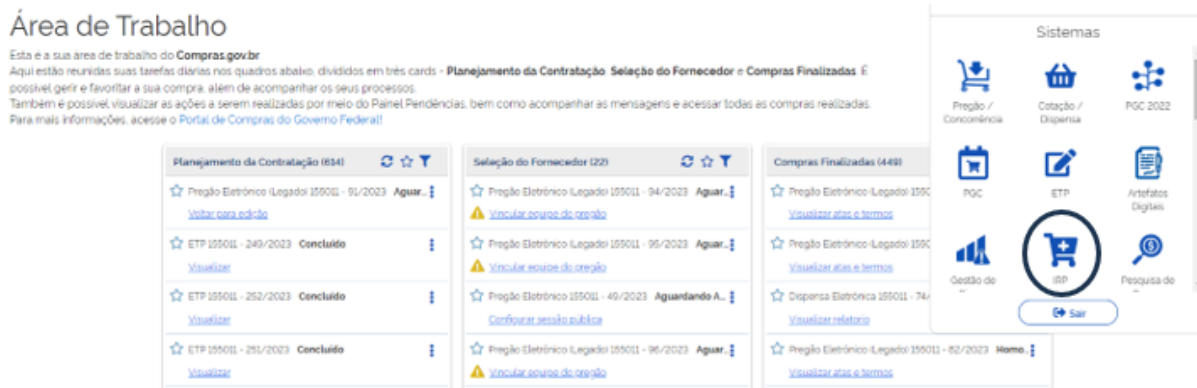 Área de Trabalho
Esta é a sua área de trabalho do Compras.gov.br
Aqui estão reunidas suas tarefas diárias nos quadros abaixo, divididos em três cards - Planejamento da Contratação, Seleção do Fornecedor e Compras Finalizadas. É
possível gerir e favoritar a sua compra, além de acompanhar os seus processos.
Também é possível visualizar as ações a serem realizadas por meio do Painel Pendências, bem como acompanhar as mensagens e acessar todas as compras realizadas.
Para mais informações, acesse o Portal de Compras do Governo Federal!
Planejamento da Contratação (614)
Pregão Eletrônico (Legado) 155011 - 91/2023 Aguar..
Voltar para edição
ETP 155011 - 249/2023 Concluído
Visualizar
ETP 155011 - 252/2023 Concluído
Visualizar
ETP 155011 - 251/2023 Concluído
Visualizar
Seleção do Fornecedor (22)
Pregão Eletrônico (Legado) 155011 - 94/2023 Aguar..
Vincular equipe do pregão
Pregão Eletrônico (Legado) 155011 - 95/2023 Aguar..
Vincular equipe do pregão
Pregão Eletrônico 155011 - 49/2023 Aguardando A..
Configurar sessão pública
Pregão Eletrônico (Legado) 155011 - 96/2023 Aguar..
Vincular equipe do pregão
Compras Finalizadas (449)
Pregão Eletrônico (Legado) 1550
Visualizar atas e termos
Pregão Eletrônico (Legado) 1550
Visualizar atas e termos
Dispensa Eletrônica 155011 - 74/
Visualizar relatorio
Pregão Eletrônico (Legado) 155011 - 82/2023 Homo..
Visualizar atas e termos
Sistemas
Pregão /
Concorrência
Cotação /
Dispensa
PGC 2022
PGC
ETP
Artefatos
Digitais
Gestão de
IRP
Pesquisa de
Sair